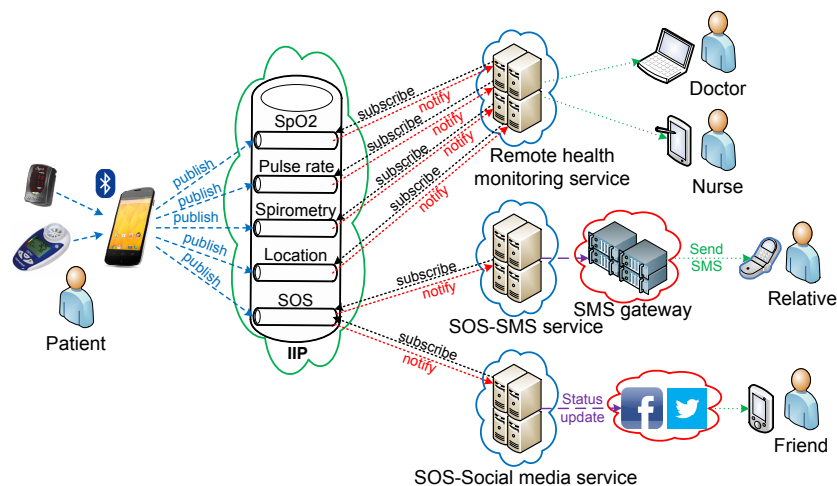 SpO2
Pulse rate
Spirometry
Location
SOS
IIP
publish
publish
publish
publish
publish
Patient
subscribe
notify
subscribe
notify
subscribe
notify
subscribe
notify
subscribe
notify
subscribe
notify
Remote health
monitoring service
Doctor
Nurse
SOS-SMS service
SMS gateway
Send
SMS
Relative
SOS-Social media service
Status
update
f
Friend